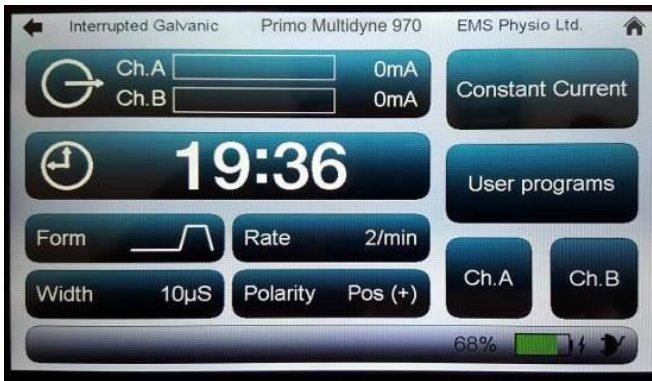 Interrupted Galvanic Primo Multidyne 970 EMS Physio Ltd.
Ch.A 0mA
Ch.B 0mA
Constant Current
19:36
User programs
Form Rate 2/min
Width 10µS Polarity Pos (+)
Ch.A Ch.B
68%